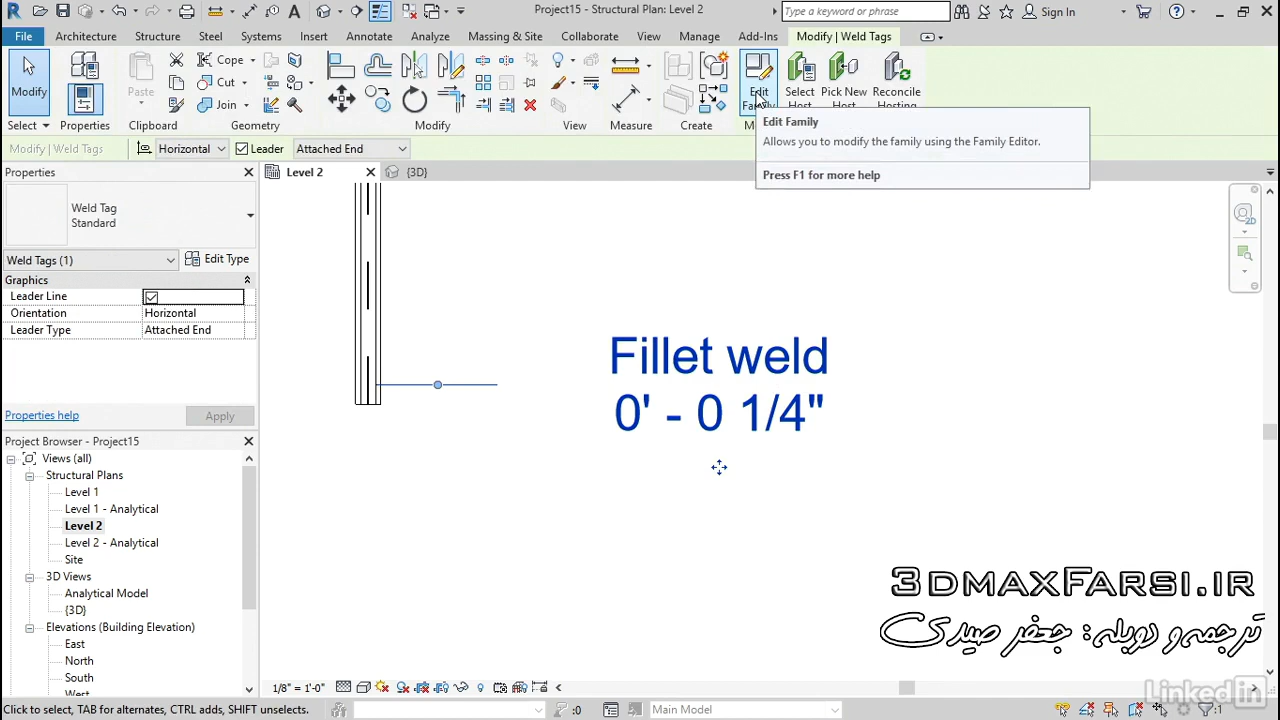 Project15 - Structural Plan: Level 2
Type a keyword or phrase
Sign In
File
Architecture
Structure
Steel
Systems
Insert
Annotate
Analyze
Massing & Site
Collaborate
View
Manage
Add-Ins
Modify | Weld Tags
Modify
Paste
Cope
Cut
Join
Edit
Family
Select
Host
Pick New
Host
Reconcile
Hosting
Select
Properties
Clipboard
Geometry
Modify
View
Measure
Create
Edit Family
Allows you to modify the family using the Family Editor.
Press F1 for more help
Modify | Weld Tags
Horizontal
Leader
Attached End
Properties
Level 2
{3D}
Weld Tag
Standard
Weld Tags (1)
Edit Type
Graphics
Leader Line
Orientation
Horizontal
Leader Type
Attached End
Properties help
Apply
Project Browser - Project15
Views (all)
Structural Plans
Level 1
Level 1 - Analytical
Level 2
Level 2 - Analytical
Site
3D Views
Analytical Model
{3D}
Elevations (Building Elevation)
East
North
South
West
Fillet weld
0' - 0 1/4"
2D
3DMAXFARSI.IR
ترجمه و دوبله: جعفر صیدی
LinkedIn
1/8" = 1'-0"
Click to select, TAB for alternates, CTRL adds, SHIFT unselects.
:0
Main Model
:1